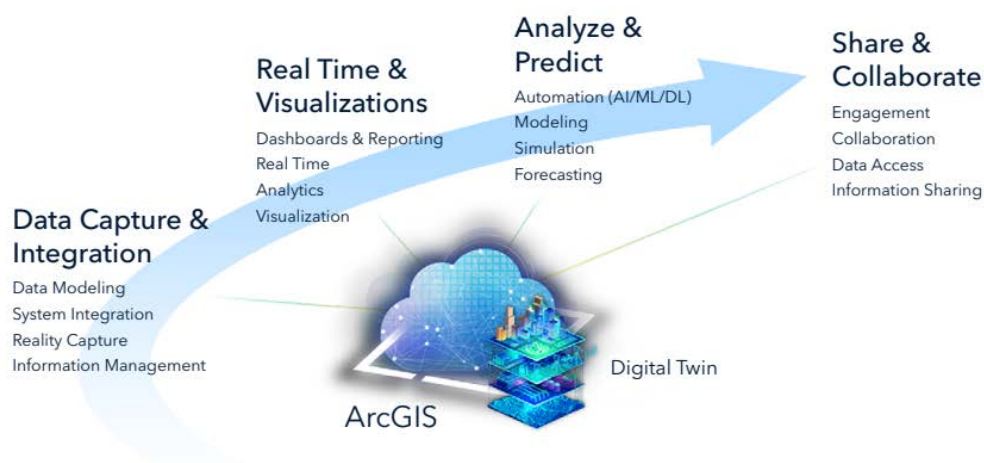 Data Capture &
Integration
Data Modeling
System Integration
Reality Capture
Information Management
Real Time &
Visualizations
Dashboards & Reporting
Real Time
Analytics
Visualization
Analyze &
Predict
Automation (AI/ML/DL)
Modeling
Simulation
Forecasting
Share &
Collaborate
Engagement
Collaboration
Data Access
Information Sharing
ArcGIS
Digital Twin